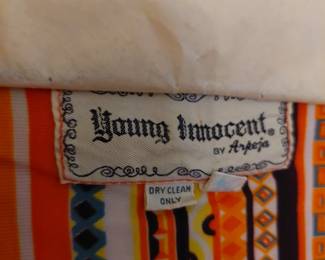 Young Innocent®
BY Arpeja
DRY CLEAN
ONLY